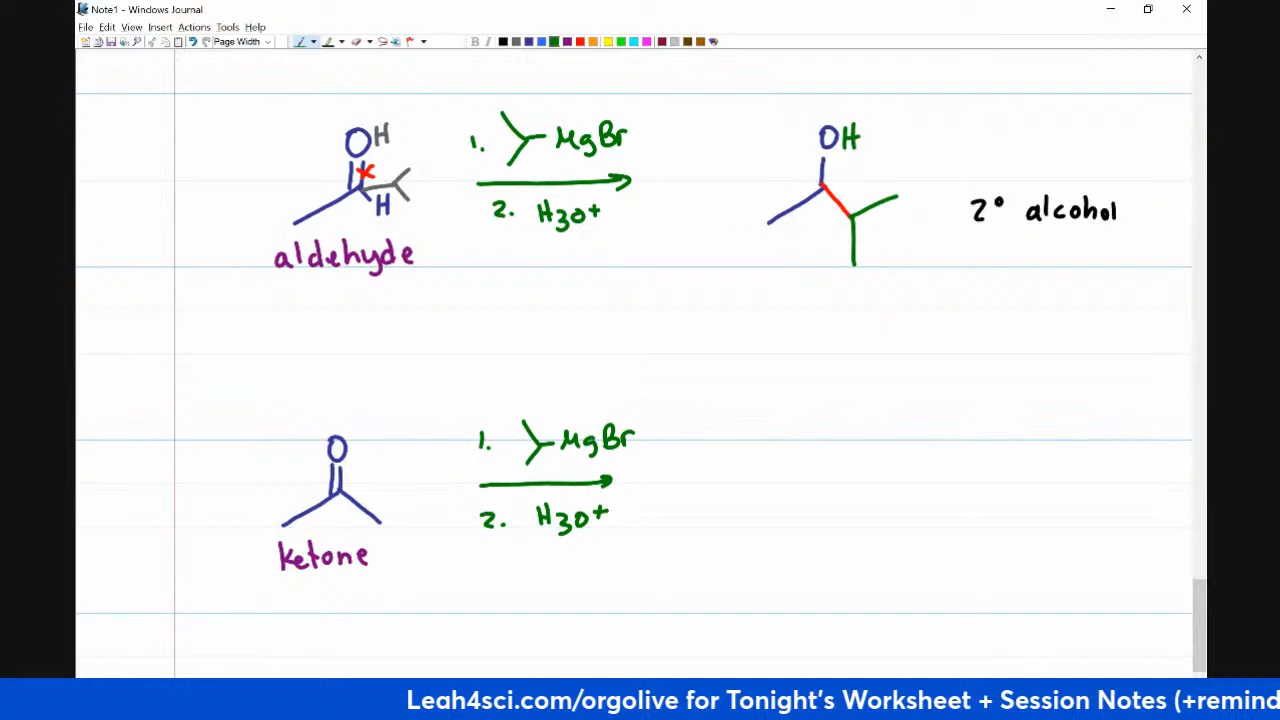 Note1 - Windows Journal
File Edit View Insert Actions Tools Help
Page Width
B I
OH
1. MgBr
OH
H
2. H3O+
2° alcohol
aldehyde
O
1. MgBr
2. H3O+
ketone
Leah4sci.com/orgolive for Tonight's Worksheet + Session Notes (+remind